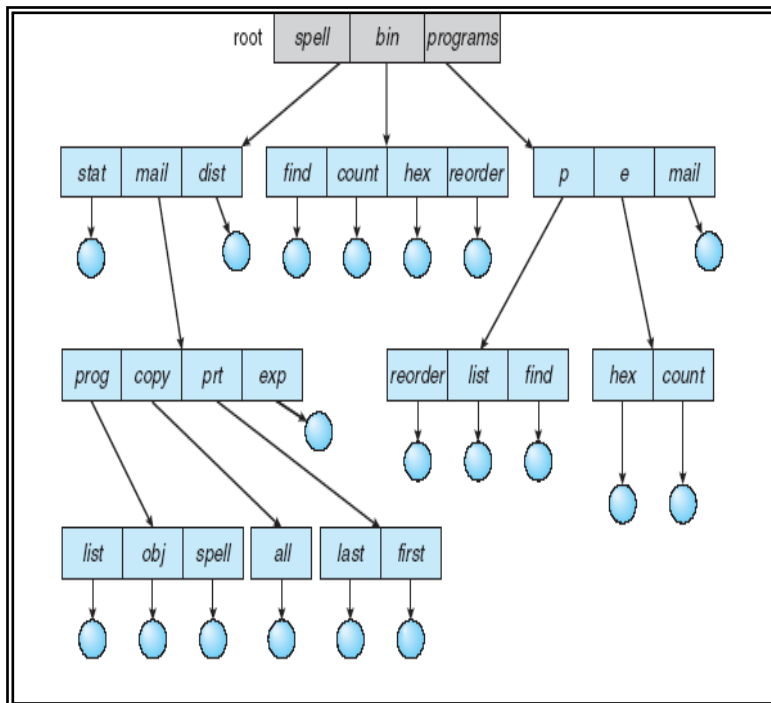 root spell bin programs
stat mail dist find count hex reorder p e mail
prog copy prt exp reorder list find hex count
list obj spell all last first